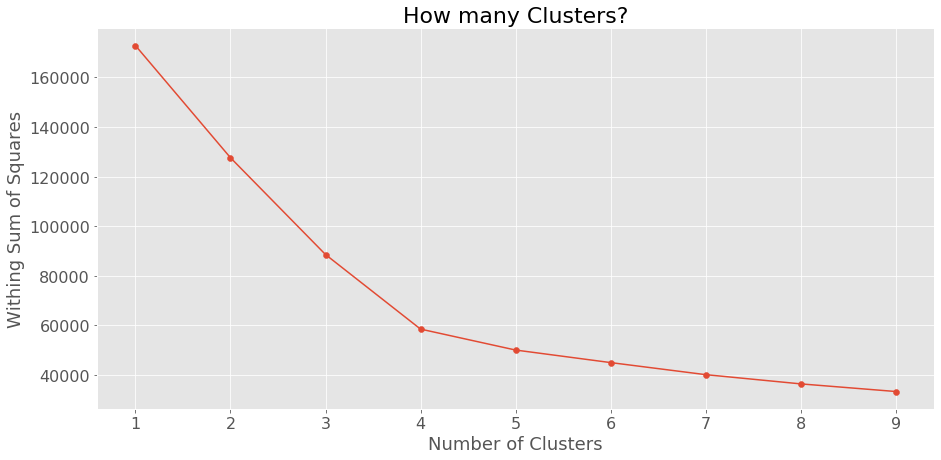 How many Clusters?
Withing Sum of Squares
160000
140000
120000
100000
80000
60000
40000
1 2 3 4 5 6 7 8 9
Number of Clusters